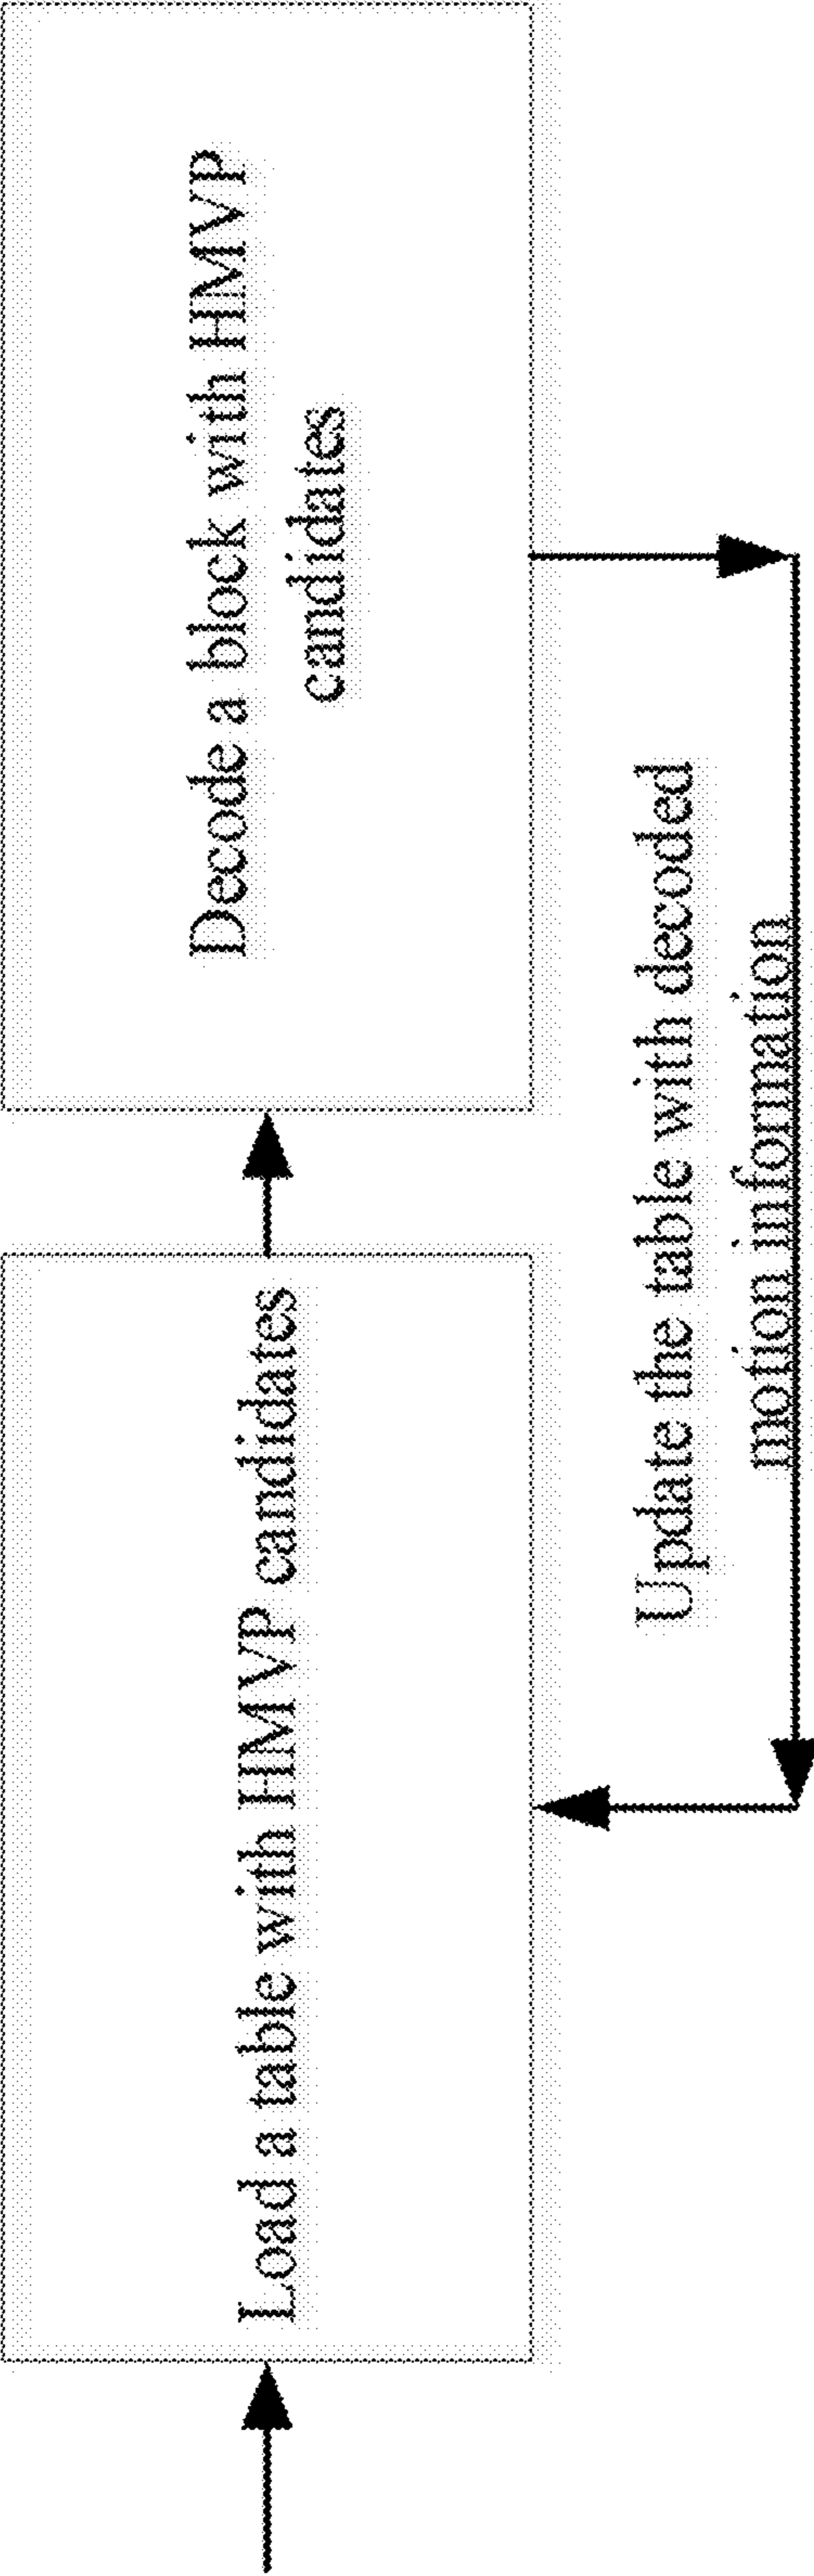 Load a table with HMVP candidates
Decode a block with HMVP
candidates
Update the table with decoded
motion information